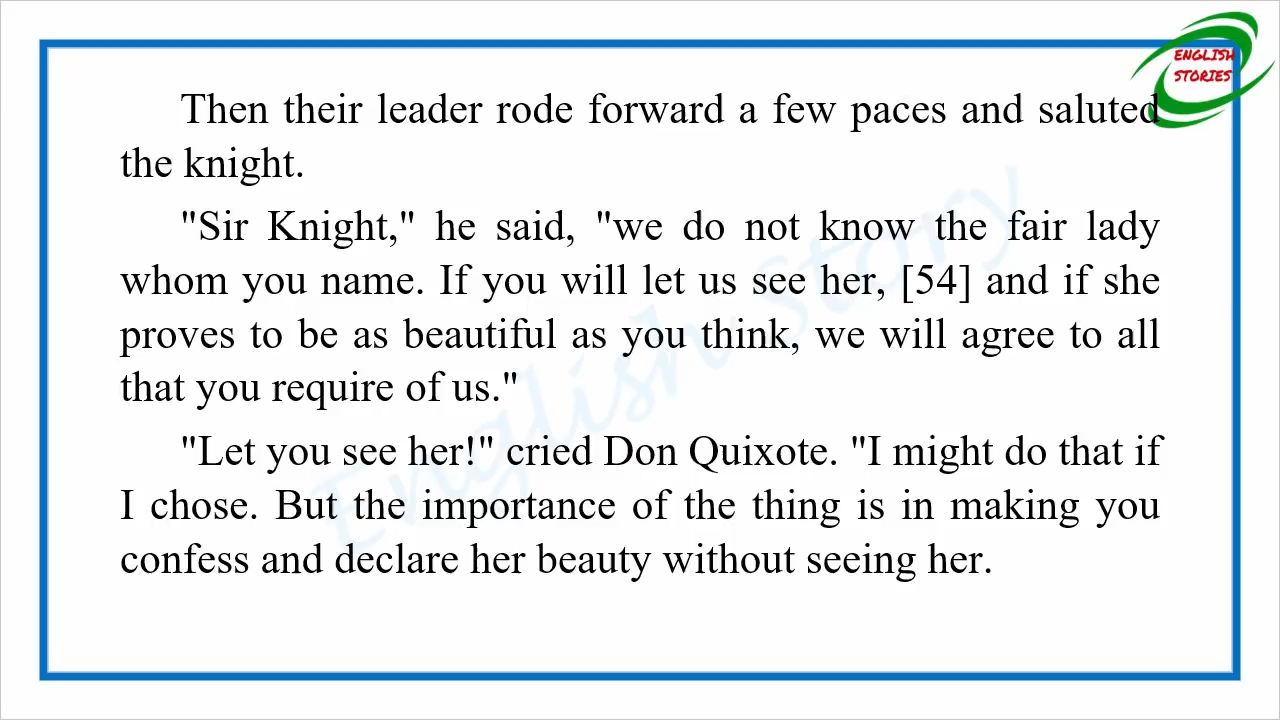 ENGLISH
STORIES
Then their leader rode forward a few paces and saluted
the knight.
"Sir Knight," he said, "we do not know the fair lady
whom you name. If you will let us see her, [54] and if she
proves to be as beautiful as you think, we will agree to all
that you require of us."
"Let you see her!" cried Don Quixote. "I might do that if
I chose. But the importance of the thing is in making you
confess and declare her beauty without seeing her.
English Story